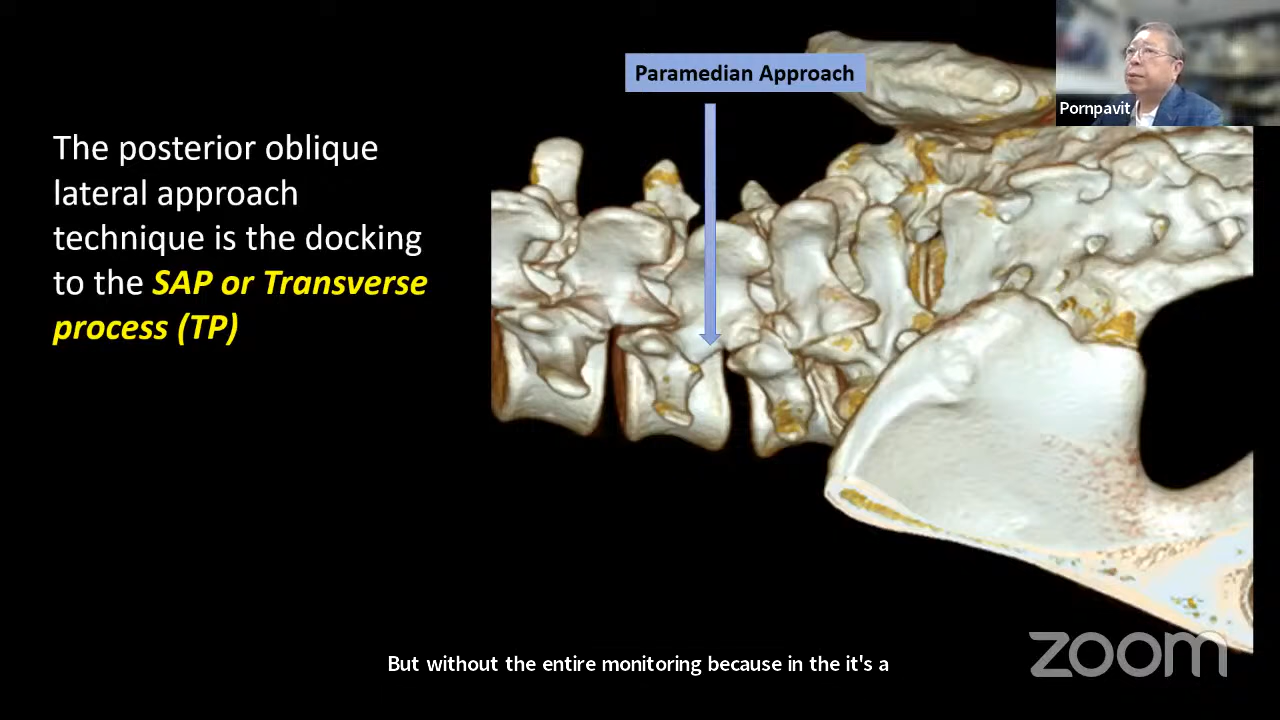 Paramedian Approach
Pornpavit
The posterior oblique
lateral approach
technique is the docking
to the SAP or Transverse
process (TP)
zoom
But without the entire monitoring because in the it's a